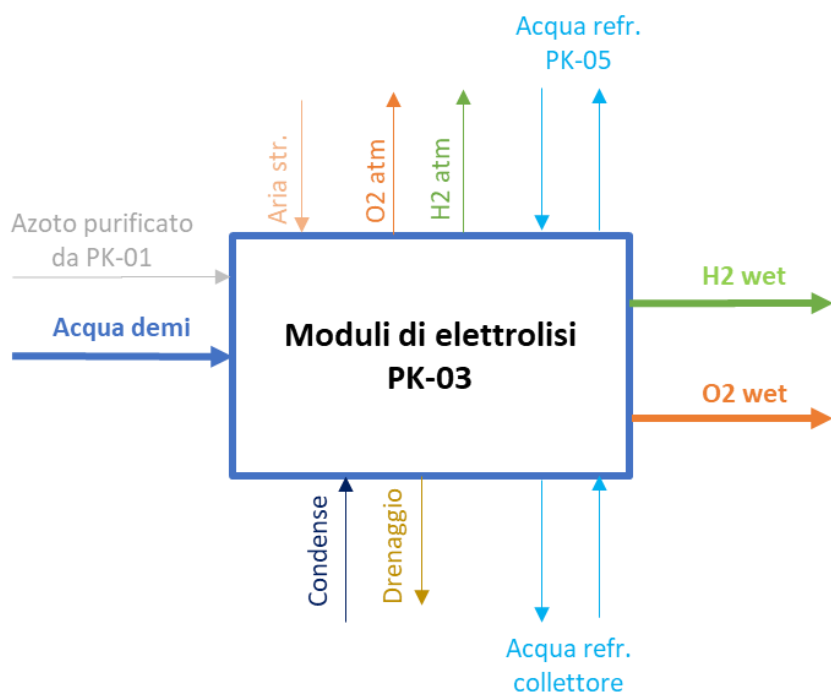 Acqua refr.
PK-05
Aria str.
O2 atm
H2 atm
Azoto purificato
da PK-01
Acqua demi
Moduli di elettrolisi
PK-03
H2 wet
O2 wet
Condense
Drenaggio
Acqua refr.
collettore